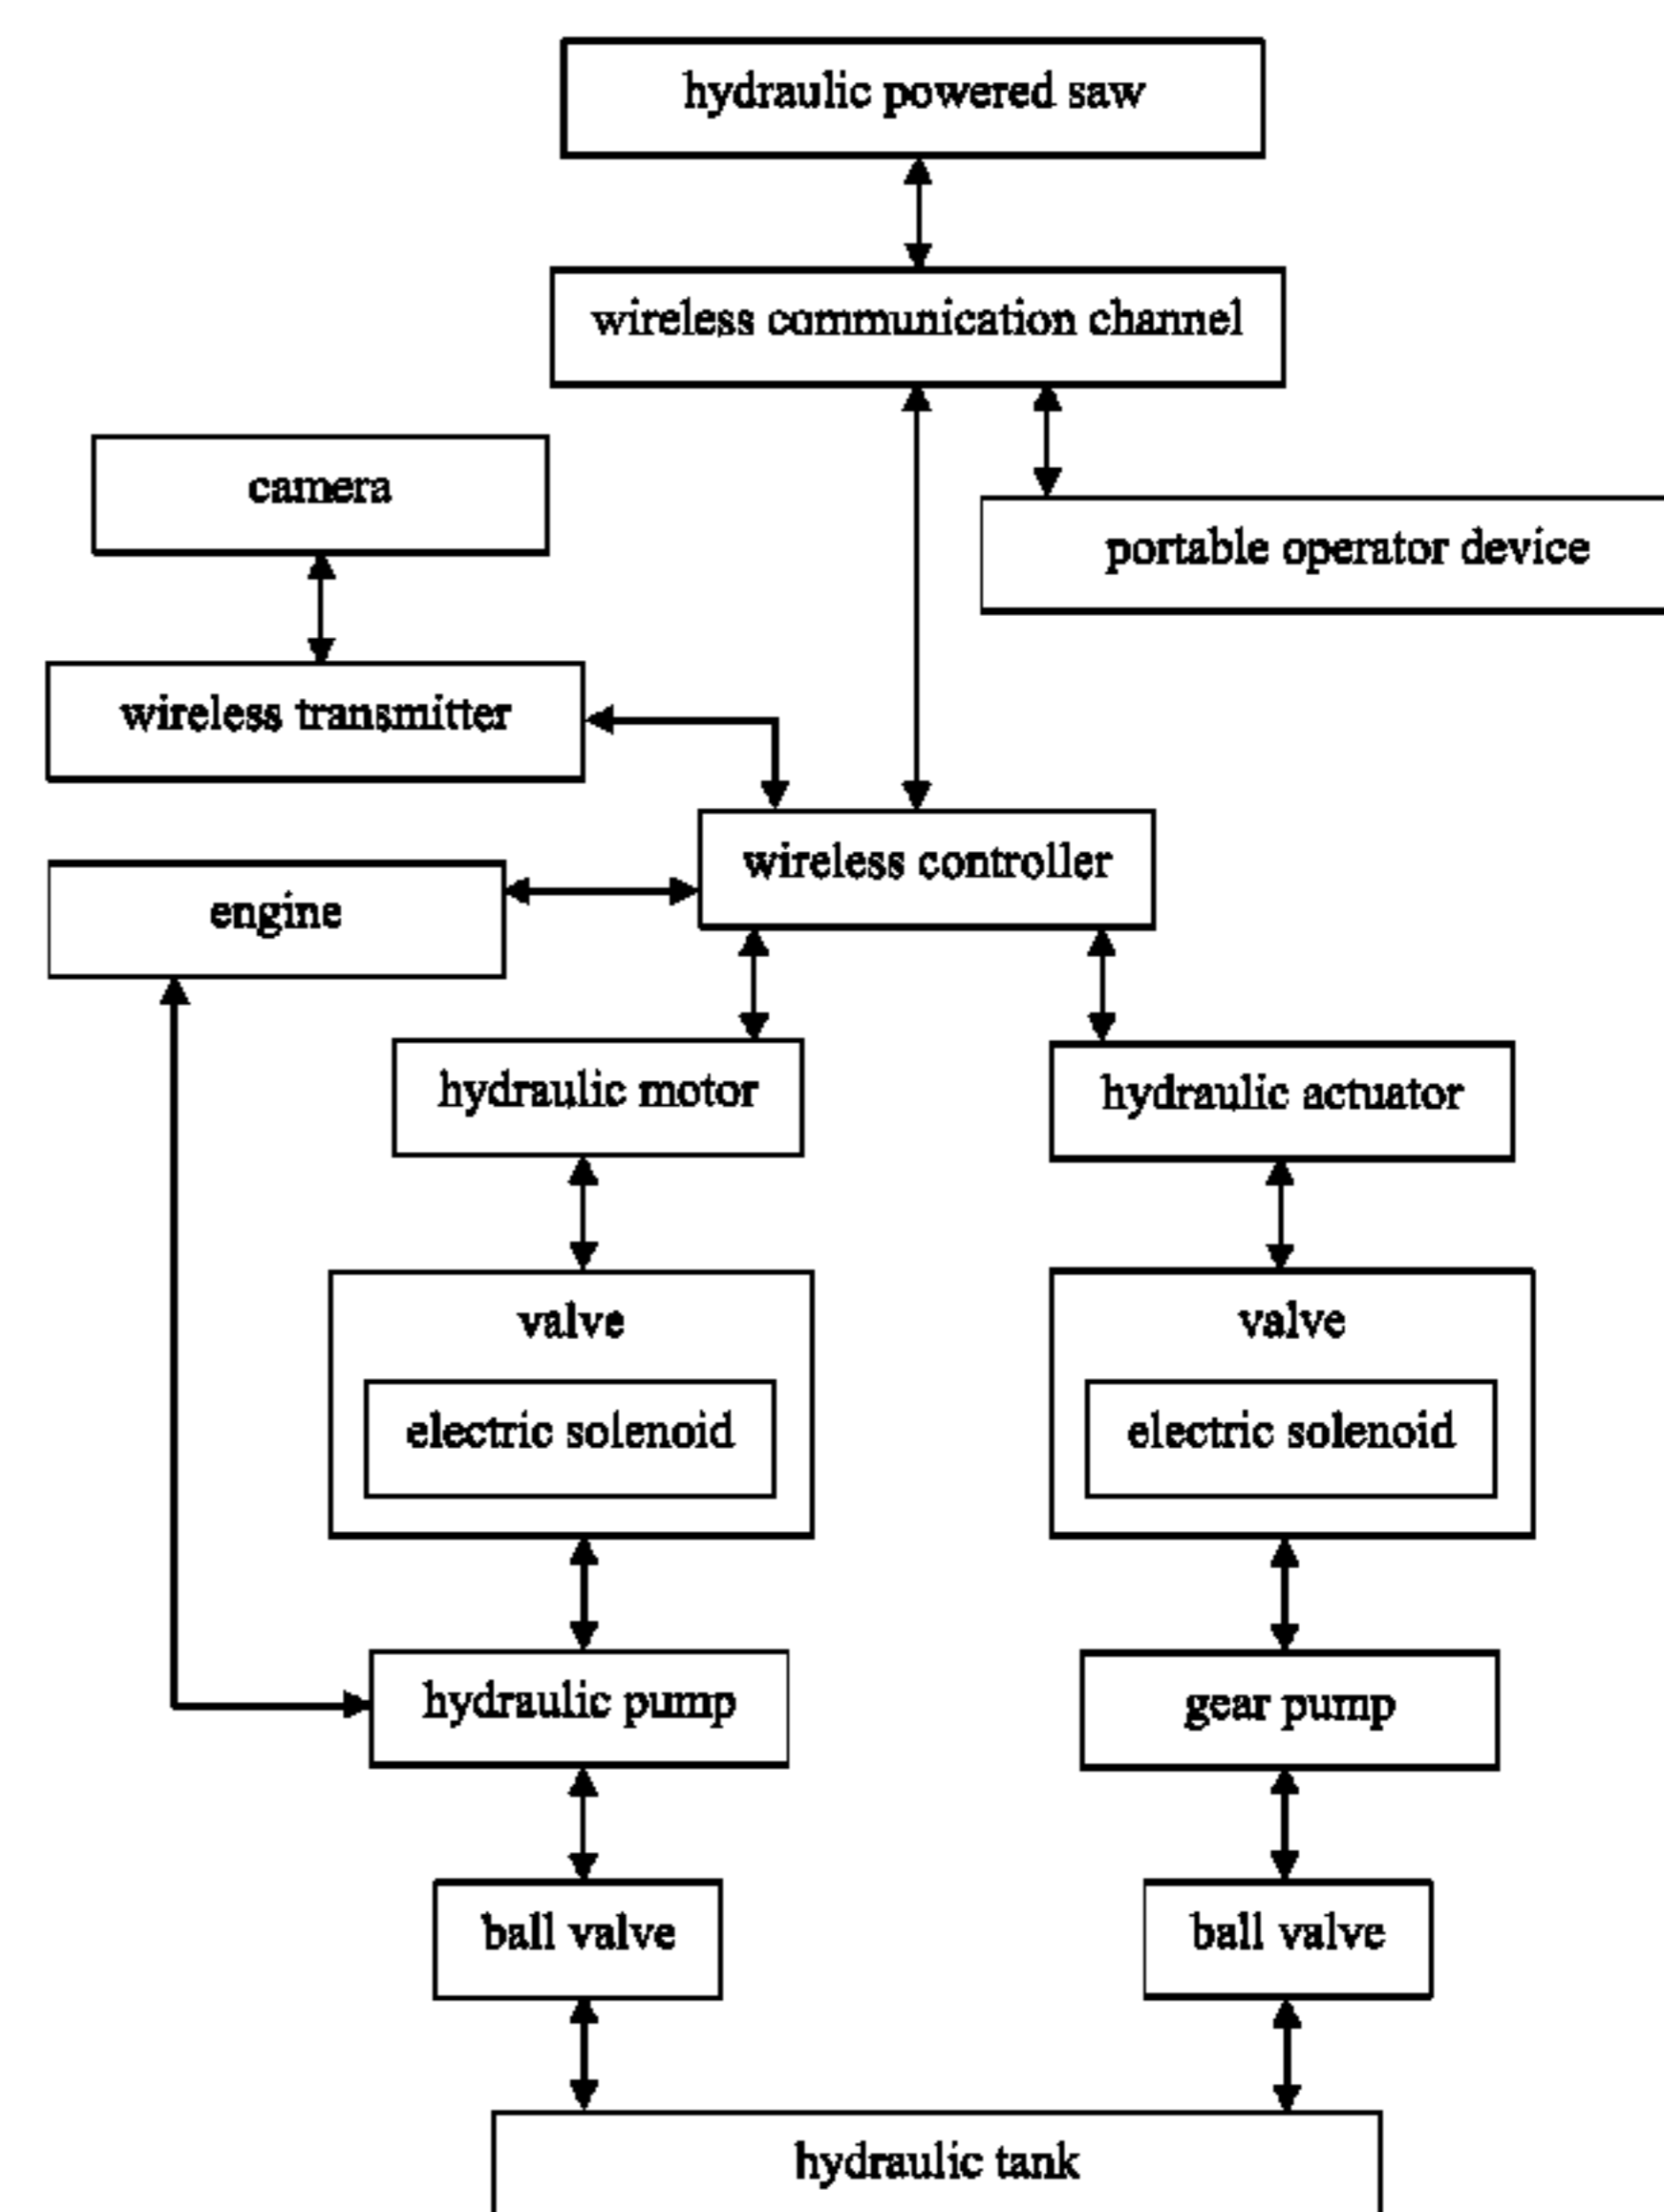 hydraulic powered saw
wireless communication channel
camera
portable operator device
wireless transmitter
wireless controller
engine
hydraulic motor
hydraulic actuator
valve
valve
electric solenoid
electric solenoid
hydraulic pump
gear pump
ball valve
ball valve
hydraulic tank